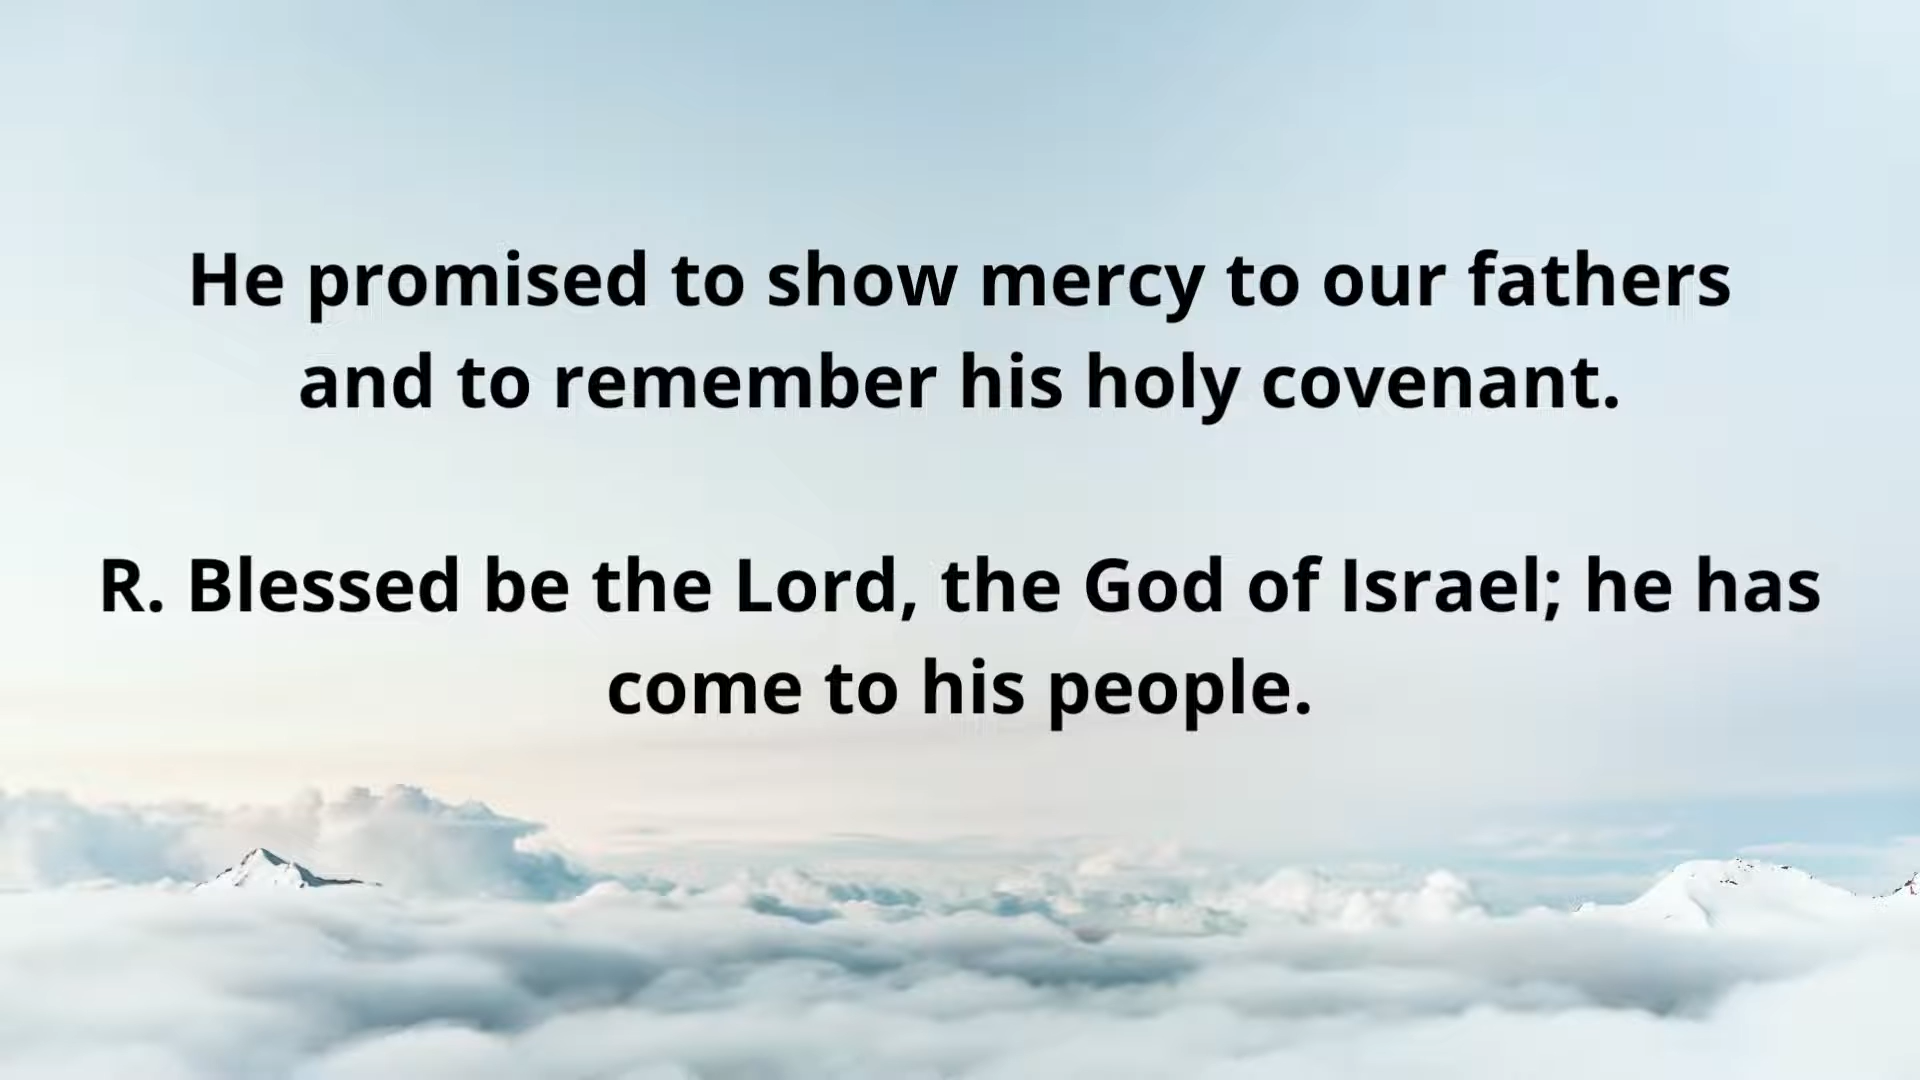 He promised to show mercy to our fathers
and to remember his holy covenant.
R. Blessed be the Lord, the God of Israel; he has
come to his people.